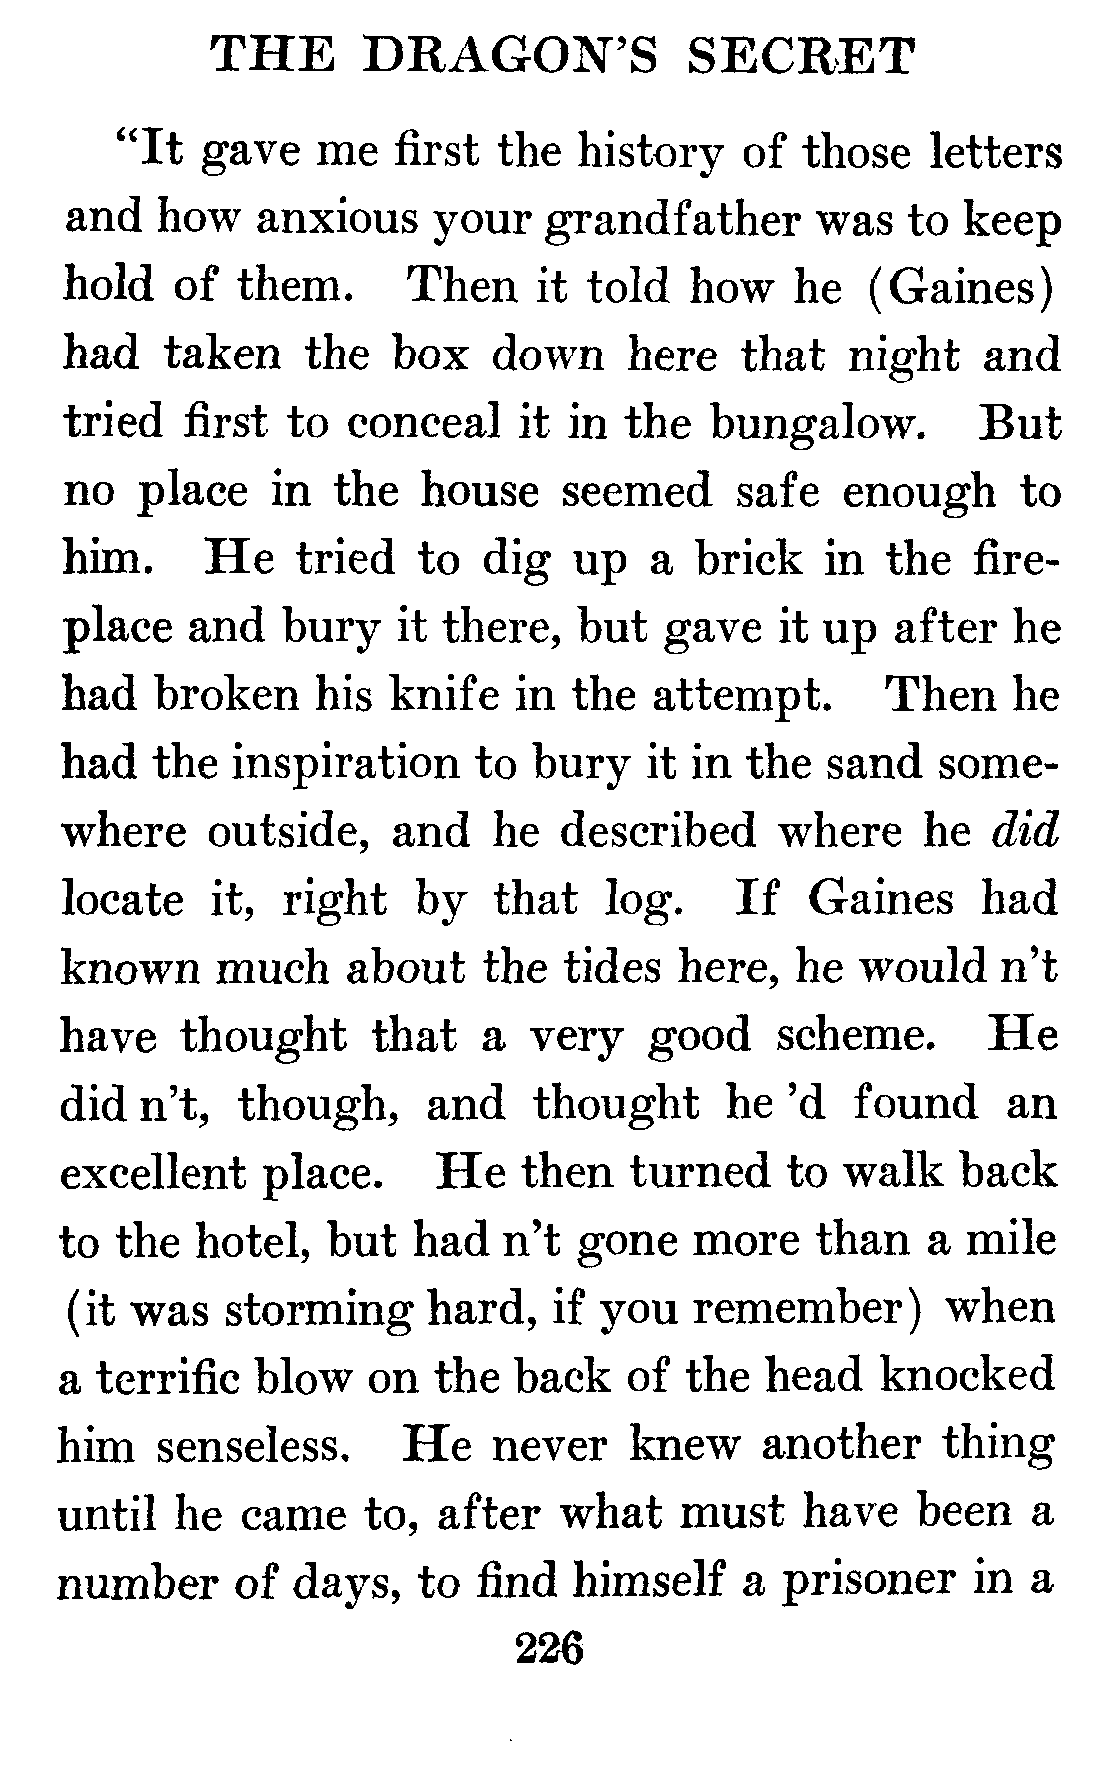 THE DRAGON'S SECRET
“It gave me first the history of those letters
and how anxious your grandfather was to keep
hold of them. Then it told how he (Gaines)
had taken the box down here that night and
tried first to conceal it in the bungalow. But
no place in the house seemed safe enough to
him. He tried to dig up a brick in the fire-
place and bury it there, but gave it up after he
had broken his knife in the attempt. Then he
had the inspiration to bury it in the sand some-
where outside, and he described where he did
locate it, right by that log. If Gaines had
known much about the tides here, he would n't
have thought that a very good scheme. He
did n't, though, and thought he 'd found an
excellent place. He then turned to walk back
to the hotel, but had n't gone more than a mile
(it was storming hard, if you remember) when
a terrific blow on the back of the head knocked
him senseless. He never knew another thing
until he came to, after what must have been a
number of days, to find himself a prisoner in a
226